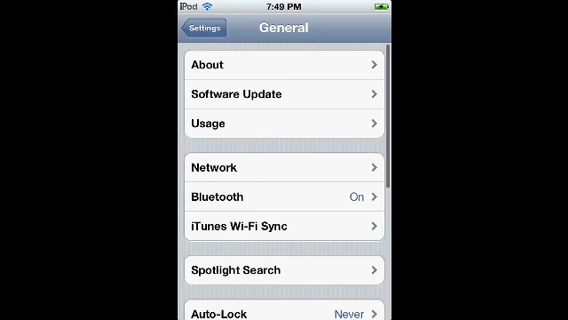 iPod 7:49 PM
Settings General
About
Software Update
Usage
Network
Bluetooth On
iTunes Wi-Fi Sync
Spotlight Search
Auto-Lock Never